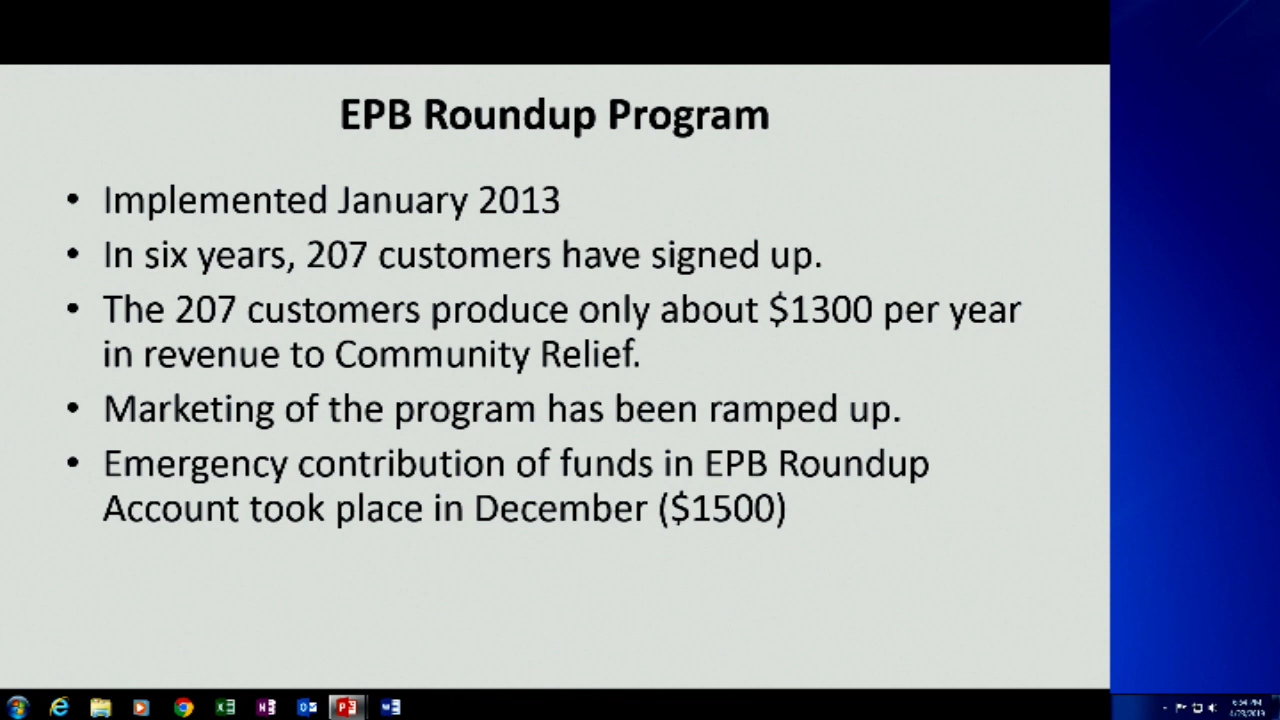 EPB Roundup Program
• Implemented January 2013
• In six years, 207 customers have signed up.
• The 207 customers produce only about $1300 per year
in revenue to Community Relief.
• Marketing of the program has been ramped up.
• Emergency contribution of funds in EPB Roundup
Account took place in December ($1500)